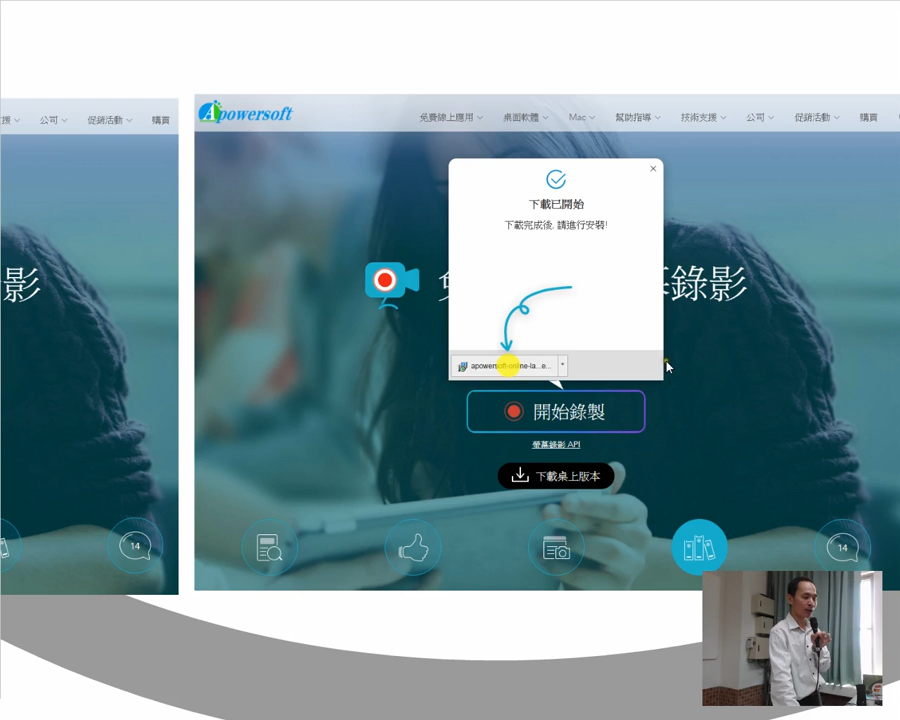 援
公司
促銷活動
購買
影
14
Apowersoft
免費線上應用
桌面軟體
Mac
幫助指導
技術支援
公司
促銷活動
購買
下載已開始
下載完成後, 請進行安裝!
錄影
apowersoft-online-la...e...
開始錄製
螢幕錄影 API
下載桌上版本
14